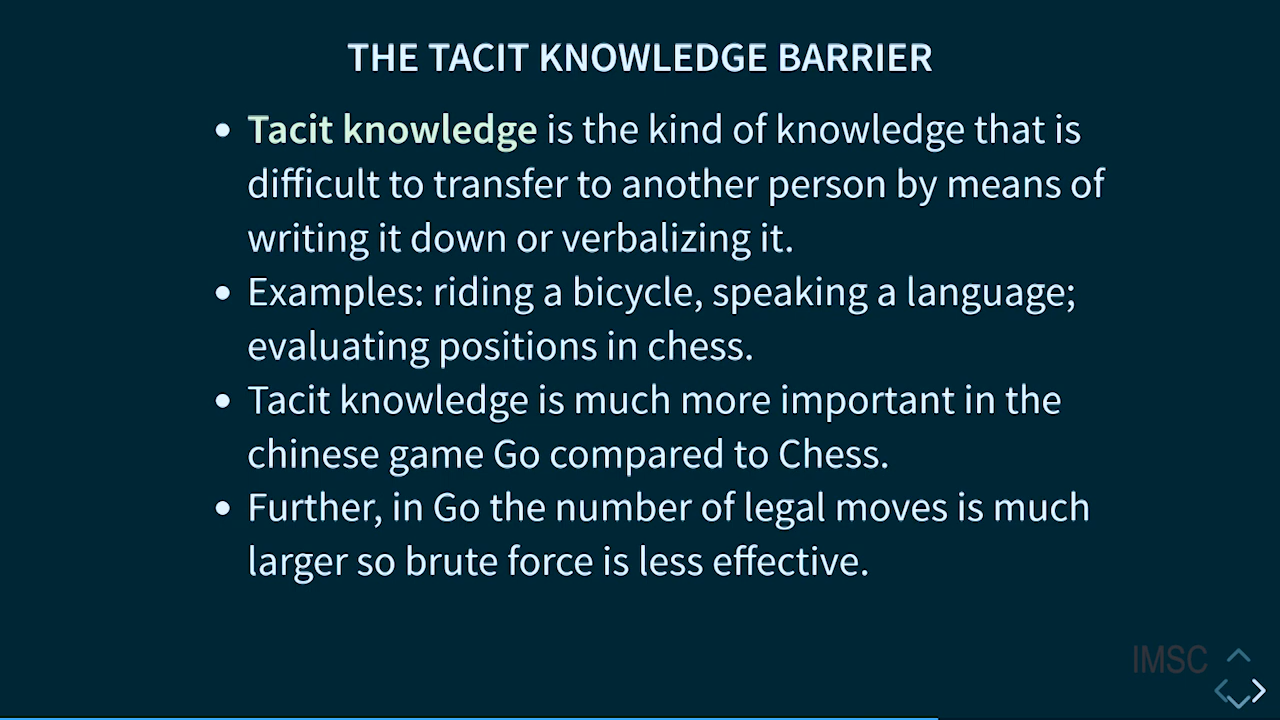 THE TACIT KNOWLEDGE BARRIER
• Tacit knowledge is the kind of knowledge that is
difficult to transfer to another person by means of
writing it down or verbalizing it.
• Examples: riding a bicycle, speaking a language;
evaluating positions in chess.
• Tacit knowledge is much more important in the
chinese game Go compared to Chess.
• Further, in Go the number of legal moves is much
larger so brute force is less effective.
IMSC